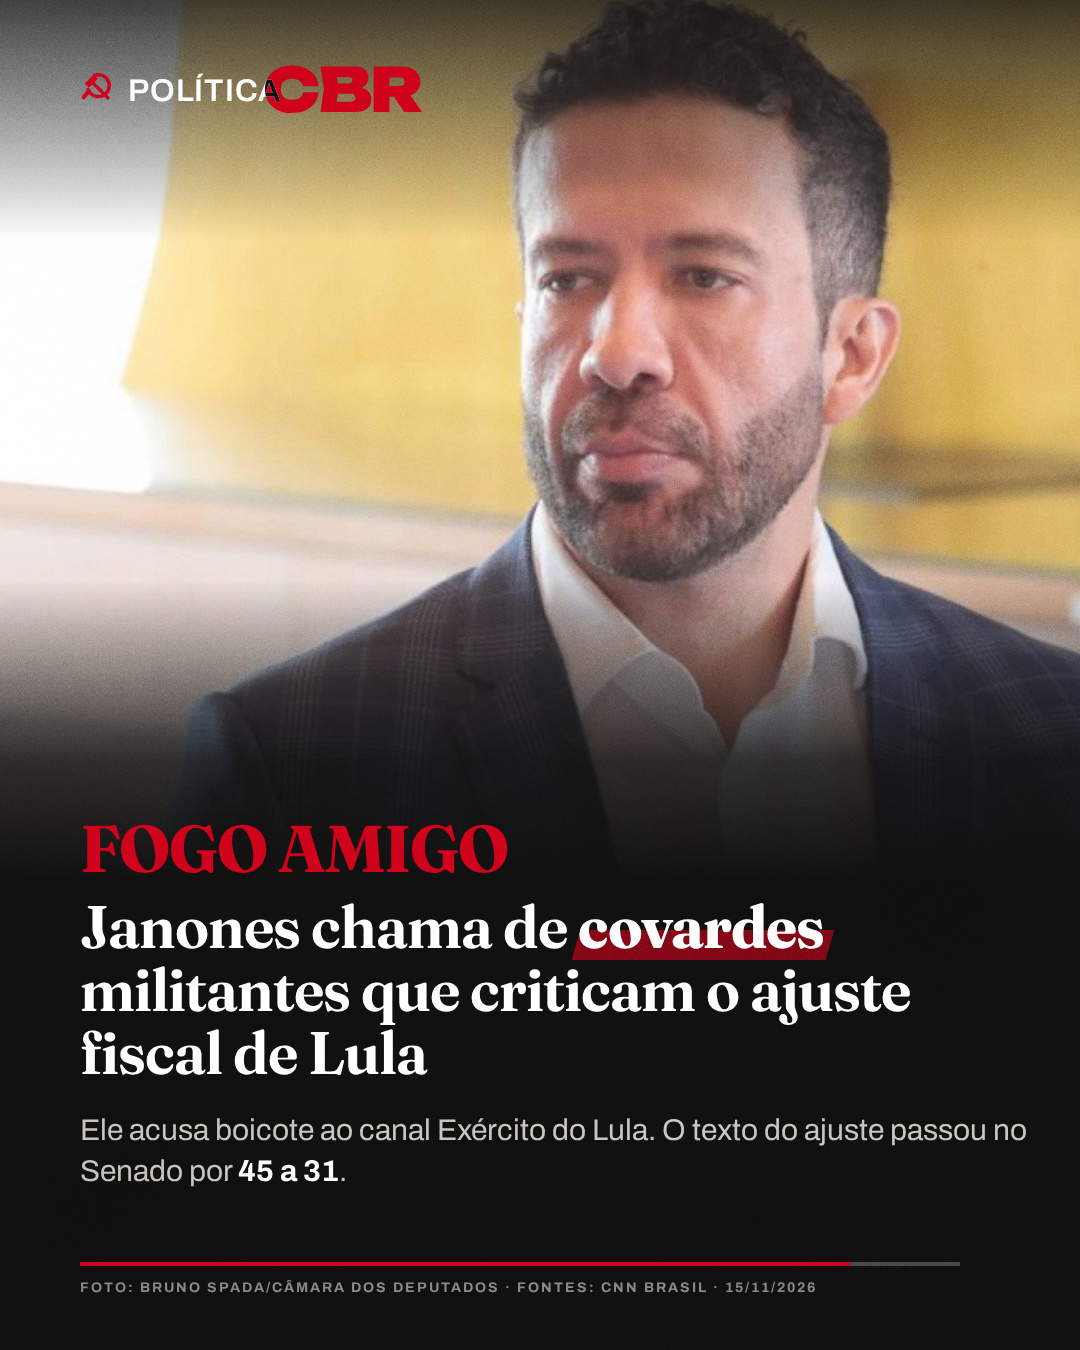 POLÍTICA CBR
FOGO AMIGO
Janones chama de covardes
militantes que criticam o ajuste
fiscal de Lula
Ele acusa boicote ao canal Exército do Lula. O texto do ajuste passou no
Senado por 45 a 31.
FOTO: BRUNO SPADA/CÂMARA DOS DEPUTADOS · FONTES: CNN BRASIL · 15/11/2026